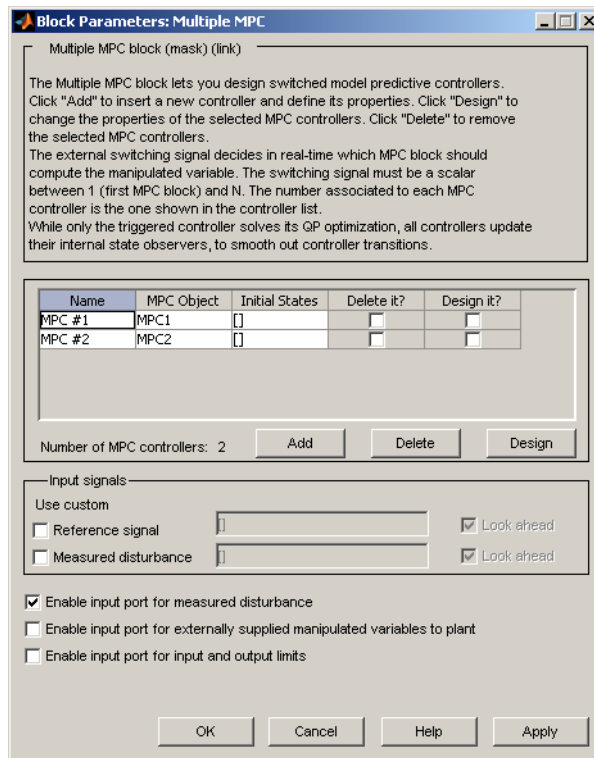 Block Parameters: Multiple MPC
Multiple MPC block (mask) (link)
The Multiple MPC block lets you design switched model predictive controllers.
Click "Add" to insert a new controller and define its properties. Click "Design" to
change the properties of the selected MPC controllers. Click "Delete" to remove
the selected MPC controllers.
The external switching signal decides in real-time which MPC block should
compute the manipulated variable. The switching signal must be a scalar
between 1 (first MPC block) and N. The number associated to each MPC
controller is the one shown in the controller list.
While only the triggered controller solves its QP optimization, all controllers update
their internal state observers, to smooth out controller transitions.
Name MPC Object Initial States Delete it? Design it?
MPC #1 MPC1 []
MPC #2 MPC2 []
Number of MPC controllers: 2 Add Delete Design
Input signals
Use custom
Reference signal [] Look ahead
Measured disturbance [] Look ahead
Enable input port for measured disturbance
Enable input port for externally supplied manipulated variables to plant
Enable input port for input and output limits
OK Cancel Help Apply